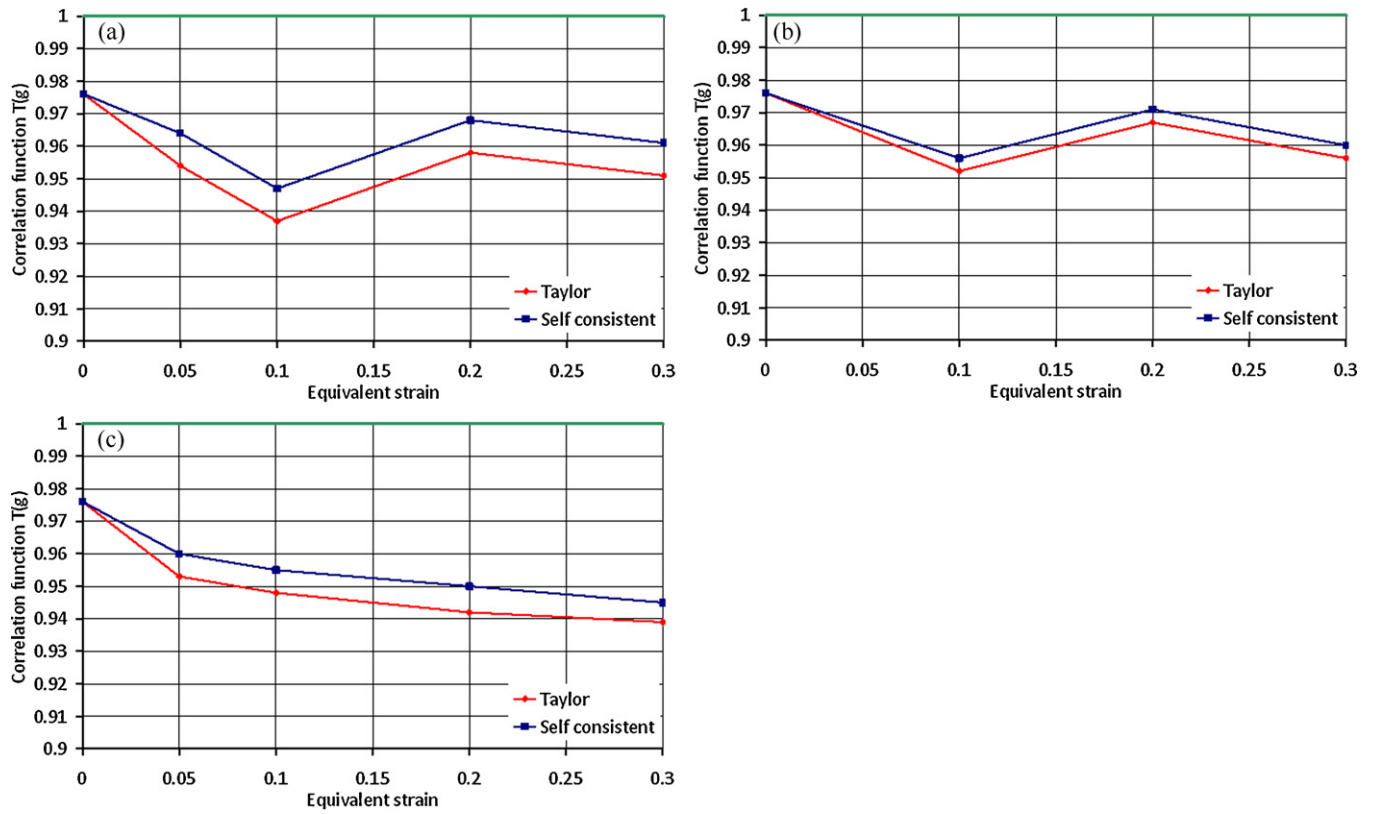 (a)
Correlation function T(g)
1
0.99
0.98
0.97
0.96
0.95
0.94
0.93
0.92
0.91
0.9
0 0.05 0.1 0.15 0.2 0.25 0.3
Equivalent strain
Taylor
Self consistent
(b)
Correlation function T(g)
1
0.99
0.98
0.97
0.96
0.95
0.94
0.93
0.92
0.91
0.9
0 0.05 0.1 0.15 0.2 0.25 0.3
Equivalent strain
Taylor
Self consistent
(c)
Correlation function T(g)
1
0.99
0.98
0.97
0.96
0.95
0.94
0.93
0.92
0.91
0.9
0 0.05 0.1 0.15 0.2 0.25 0.3
Equivalent strain
Taylor
Self consistent